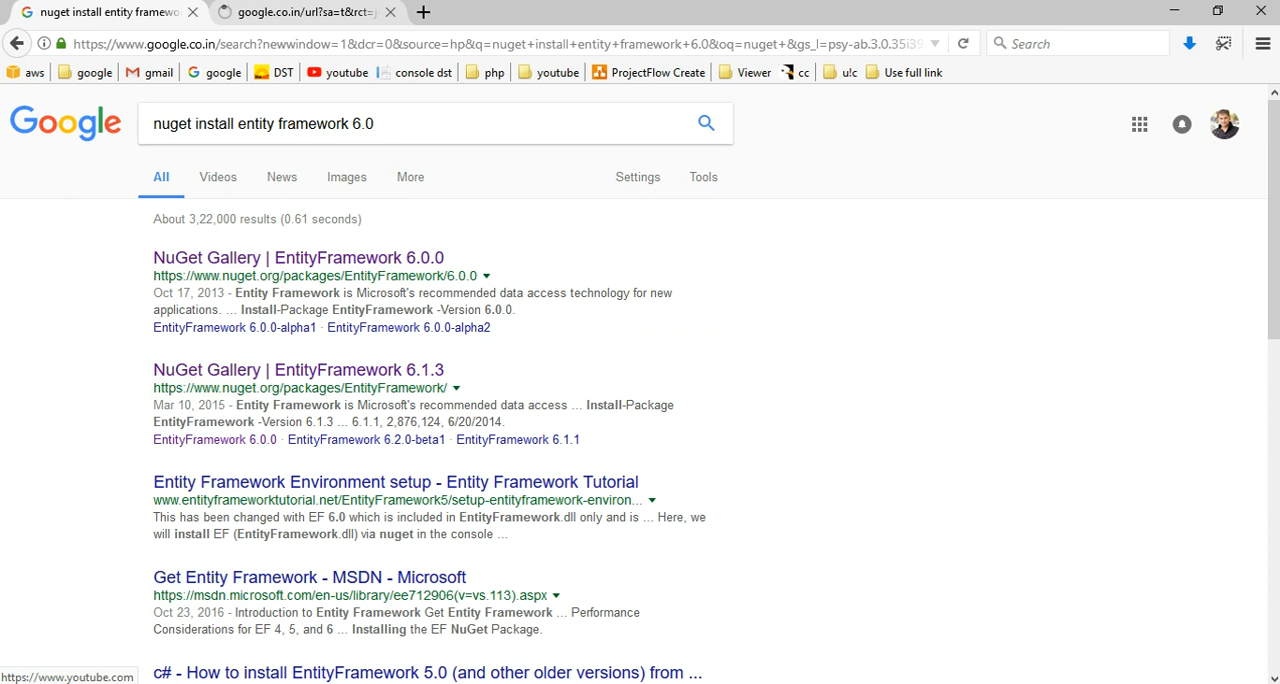 nuget install entity framewo
google.co.in/url?sa=t&rct=j
https://www.google.co.in/search?newwindow=1&dcr=0&source=hp&q=nuget+install+entity+framework+6.0&oq=nuget+&gs_l=psy-ab.3.0.35i39
Search
aws google gmail google DST youtube console dst php youtube ProjectFlow Create Viewer cc u!c Use full link
Google
nuget install entity framework 6.0
All Videos News Images More Settings Tools
About 3,22,000 results (0.61 seconds)
NuGet Gallery | EntityFramework 6.0.0
https://www.nuget.org/packages/EntityFramework/6.0.0
Oct 17, 2013 - Entity Framework is Microsoft's recommended data access technology for new
applications. ... Install-Package EntityFramework -Version 6.0.0.
EntityFramework 6.0.0-alpha1 · EntityFramework 6.0.0-alpha2
NuGet Gallery | EntityFramework 6.1.3
https://www.nuget.org/packages/EntityFramework/
Mar 10, 2015 - Entity Framework is Microsoft's recommended data access ... Install-Package
EntityFramework -Version 6.1.3 ... 6.1.1, 2,876,124, 6/20/2014.
EntityFramework 6.0.0 · EntityFramework 6.2.0-beta1 · EntityFramework 6.1.1
Entity Framework Environment setup - Entity Framework Tutorial
www.entityframeworktutorial.net/EntityFramework5/setup-entityframework-environ...
This has been changed with EF 6.0 which is included in EntityFramework.dll only and is ... Here, we
will install EF (EntityFramework.dll) via nuget in the console ...
Get Entity Framework - MSDN - Microsoft
https://msdn.microsoft.com/en-us/library/ee712906(v=vs.113).aspx
Oct 23, 2016 - Introduction to Entity Framework Get Entity Framework ... Performance
Considerations for EF 4, 5, and 6 ... Installing the EF NuGet Package.
c# - How to install EntityFramework 5.0 (and other older versions) from ...
https://www.youtube.com